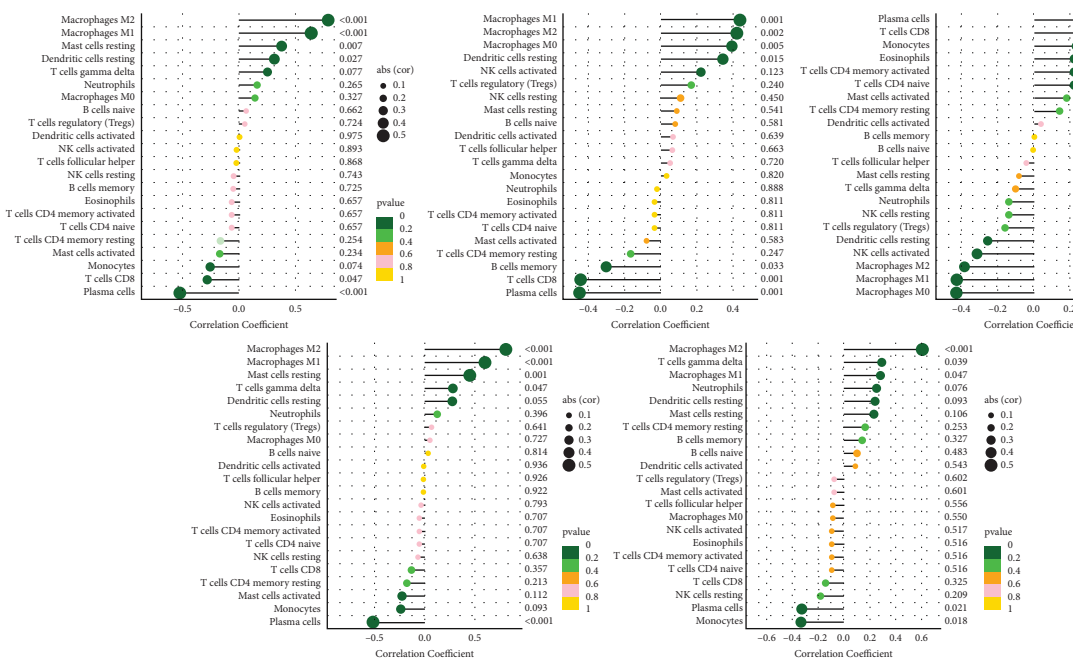 Macrophages M2 <0.001
Macrophages M1 <0.001
Mast cells resting 0.007
Dendritic cells resting 0.027
T cells gamma delta 0.077
Neutrophils 0.265
Macrophages M0 0.327
B cells naive 0.662
T cells regulatory (Tregs) 0.724
Dendritic cells activated 0.975
NK cells activated 0.893
T cells follicular helper 0.868
NK cells resting 0.743
B cells memory 0.725
Eosinophils 0.657
T cells CD4 memory activated 0.657
T cells CD4 naive 0.657
T cells CD4 memory resting 0.254
Mast cells activated 0.234
Monocytes 0.074
T cells CD8 0.047
Plasma cells <0.001
−0.5 0.0 0.5
Correlation Coefficient
abs (cor)
0.1
0.2
0.3
0.4
0.5
pvalue
0
0.2
0.4
0.6
0.8
1
Macrophages M1 0.001
Macrophages M2 0.002
Macrophages M0 0.005
Dendritic cells resting 0.015
NK cells activated 0.123
T cells regulatory (Tregs) 0.240
NK cells resting 0.450
Mast cells resting 0.541
B cells naive 0.581
Dendritic cells activated 0.639
T cells follicular helper 0.663
T cells gamma delta 0.720
Monocytes 0.820
Neutrophils 0.888
Eosinophils 0.811
T cells CD4 memory activated 0.811
T cells CD4 naive 0.811
Mast cells activated 0.583
T cells CD4 memory resting 0.247
B cells memory 0.033
T cells CD8 0.001
Plasma cells 0.001
−0.4 −0.2 0.0 0.2 0.4
Correlation Coefficient
Plasma cells
T cells CD8
Monocytes
Eosinophils
T cells CD4 memory activated
T cells CD4 naive
Mast cells activated
T cells CD4 memory resting
Dendritic cells activated
B cells memory
B cells naive
T cells follicular helper
Mast cells resting
T cells gamma delta
Neutrophils
NK cells resting
T cells regulatory (Tregs)
Dendritic cells resting
NK cells activated
Macrophages M2
Macrophages M1
Macrophages M0
−0.4 −0.2 0.0 0.2
Correlation Coefficient
Macrophages M2 <0.001
Macrophages M1 <0.001
Mast cells resting 0.001
T cells gamma delta 0.047
Dendritic cells resting 0.055
Neutrophils 0.396
T cells regulatory (Tregs) 0.641
Macrophages M0 0.727
B cells naive 0.814
Dendritic cells activated 0.936
T cells follicular helper 0.926
B cells memory 0.922
NK cells activated 0.793
Eosinophils 0.707
T cells CD4 memory activated 0.707
T cells CD4 naive 0.707
NK cells resting 0.638
T cells CD8 0.357
T cells CD4 memory resting 0.213
Mast cells activated 0.112
Monocytes 0.093
Plasma cells <0.001
−0.5 0.0 0.5
Correlation Coefficient
abs (cor)
0.1
0.2
0.3
0.4
0.5
pvalue
0
0.2
0.4
0.6
0.8
1
Macrophages M2 <0.001
T cells gamma delta 0.039
Macrophages M1 0.047
Neutrophils 0.076
Dendritic cells resting 0.093
Mast cells resting 0.106
T cells CD4 memory resting 0.253
B cells memory 0.327
B cells naive 0.483
Dendritic cells activated 0.543
T cells regulatory (Tregs) 0.602
Mast cells activated 0.601
T cells follicular helper 0.556
Macrophages M0 0.550
NK cells activated 0.517
Eosinophils 0.516
T cells CD4 memory activated 0.516
T cells CD4 naive 0.516
T cells CD8 0.325
NK cells resting 0.209
Plasma cells 0.021
Monocytes 0.018
−0.6 −0.4 −0.2 0.0 0.2 0.4 0.6
Correlation Coefficient
abs (cor)
0.1
0.2
0.3
0.4
0.5
pvalue
0
0.2
0.4
0.6
0.8
1